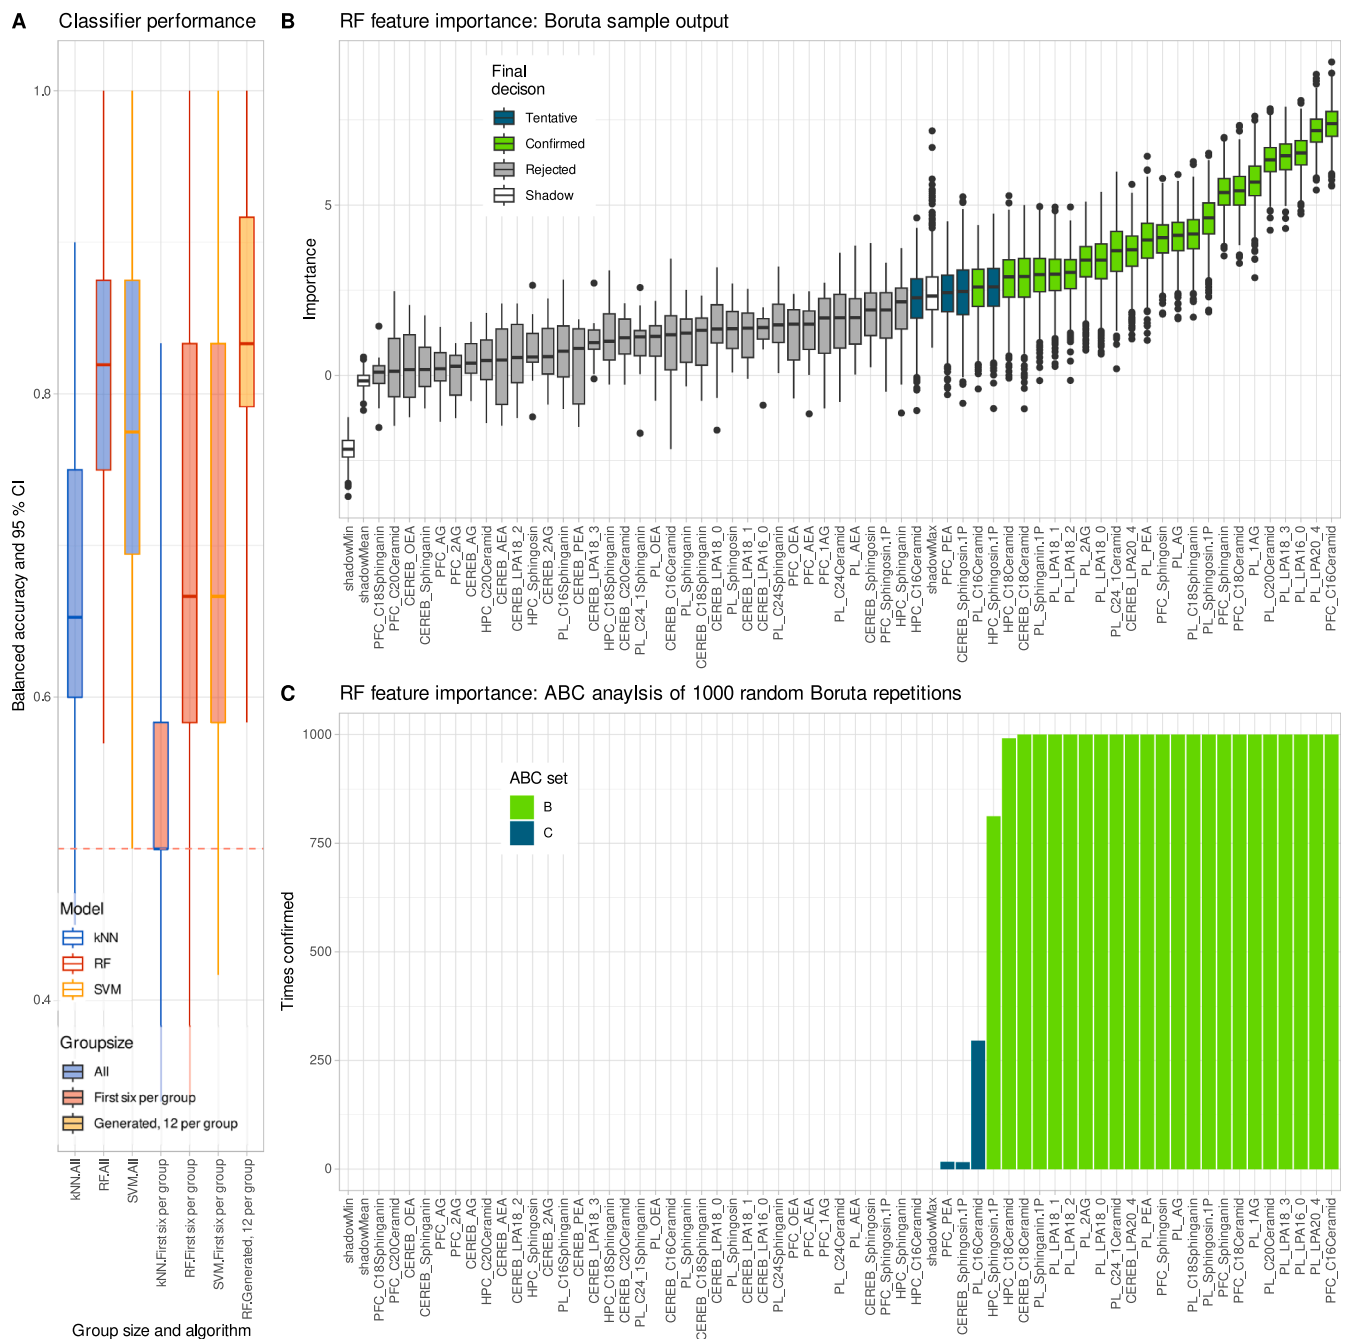 A
Classifier performance
1.0
0.8
0.6
0.4
Balanced accuracy and 95 % CI
Model
kNN
RF
SVM
Groupsize
All
First six per group
Generated, 12 per group
kNN.All
RF.All
SVM.All
kNN.First six per group
RF.First six per group
SVM.First six per group
RF.Generated, 12 per group
Group size and algorithm
B
RF feature importance: Boruta sample output
Final
decison
Tentative
Confirmed
Rejected
Shadow
5
0
Importance
shadowMin
shadowMean
PFC_C18Sphinganin
PFC_C20Ceramid
CEREB_OEA
CEREB_Sphinganin
PFC_AG
PFC_2AG
CEREB_AG
HPC_C20Ceramid
CEREB_AEA
CEREB_LPA18_2
HPC_Sphingosin
CEREB_2AG
PL_C16Sphinganin
CEREB_PEA
CEREB_LPA18_3
HPC_C18Sphinganin
CEREB_C20Ceramid
PL_C24_1Sphinganin
PL_OEA
CEREB_C16Ceramid
PL_Sphinganin
CEREB_C18Sphinganin
CEREB_LPA18_0
PL_Sphingosin
CEREB_LPA18_1
CEREB_LPA16_0
PL_C24Sphinganin
PFC_OEA
PFC_AEA
PFC_1AG
PL_C24Ceramid
PL_AEA
CEREB_Sphingosin
PFC_Sphingosin.1P
HPC_Sphinganin
HPC_C16Ceramid
shadowMax
PFC_PEA
CEREB_Sphingosin.1P
PL_C16Ceramid
HPC_Sphingosin.1P
HPC_C18Ceramid
CEREB_C18Ceramid
PL_Sphinganin.1P
PL_LPA18_1
PL_LPA18_2
PL_2AG
PL_LPA18_0
PL_C24_1Ceramid
CEREB_LPA20_4
PL_PEA
PFC_Sphingosin
PL_AG
PL_C18Sphinganin
PL_Sphingosin.1P
PFC_Sphinganin
PFC_C18Ceramid
PL_1AG
PL_C20Ceramid
PL_LPA18_3
PL_LPA16_0
PL_LPA20_4
PFC_C16Ceramid
C
RF feature importance: ABC anaylsis of 1000 random Boruta repetitions
1000
750
500
250
0
Times confirmed
ABC set
B
C
shadowMin
shadowMean
PFC_C18Sphinganin
PFC_C20Ceramid
CEREB_OEA
CEREB_Sphinganin
PFC_AG
PFC_2AG
CEREB_AG
HPC_C20Ceramid
CEREB_AEA
CEREB_LPA18_2
HPC_Sphingosin
CEREB_2AG
PL_C16Sphinganin
CEREB_PEA
CEREB_LPA18_3
HPC_C18Sphinganin
CEREB_C20Ceramid
PL_C24_1Sphinganin
PL_OEA
CEREB_C16Ceramid
PL_Sphinganin
CEREB_C18Sphinganin
CEREB_LPA18_0
PL_Sphingosin
CEREB_LPA18_1
CEREB_LPA16_0
PL_C24Sphinganin
PFC_OEA
PFC_AEA
PFC_1AG
PL_C24Ceramid
PL_AEA
CEREB_Sphingosin
PFC_Sphingosin.1P
HPC_Sphinganin
HPC_C16Ceramid
shadowMax
PFC_PEA
CEREB_Sphingosin.1P
PL_C16Ceramid
HPC_Sphingosin.1P
HPC_C18Ceramid
CEREB_C18Ceramid
PL_Sphinganin.1P
PL_LPA18_1
PL_LPA18_2
PL_2AG
PL_LPA18_0
PL_C24_1Ceramid
CEREB_LPA20_4
PL_PEA
PFC_Sphingosin
PL_AG
PL_C18Sphinganin
PL_Sphingosin.1P
PFC_Sphinganin
PFC_C18Ceramid
PL_1AG
PL_C20Ceramid
PL_LPA18_3
PL_LPA16_0
PL_LPA20_4
PFC_C16Ceramid